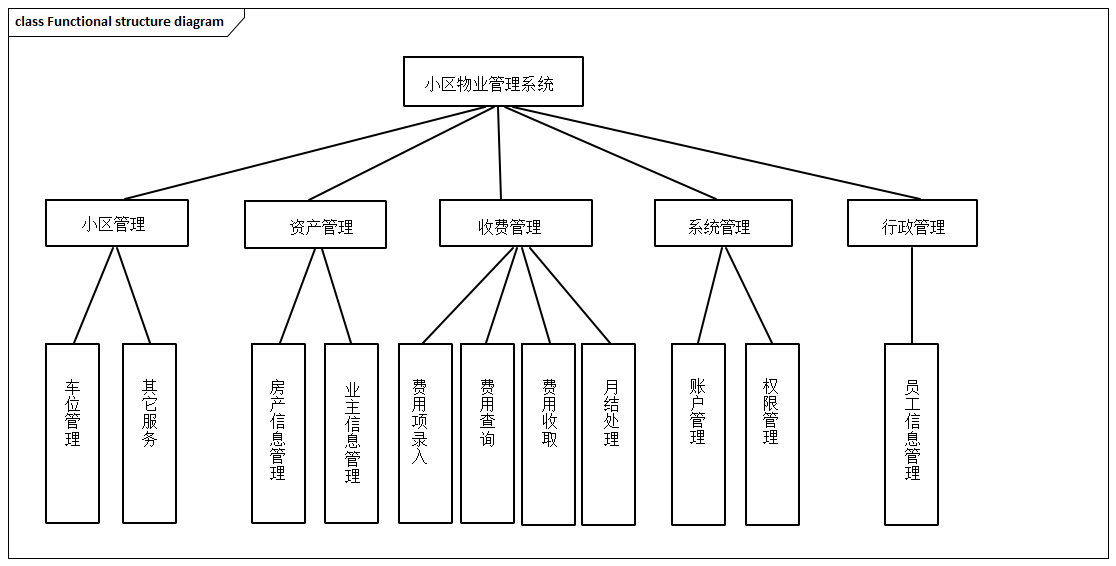 class Functional structure diagram
小区物业管理系统
小区管理
资产管理
收费管理
系统管理
行政管理
车位管理
其它服务
房产信息管理
业主信息管理
费用项录入
费用查询
费用收取
月结处理
账户管理
权限管理
员工信息管理